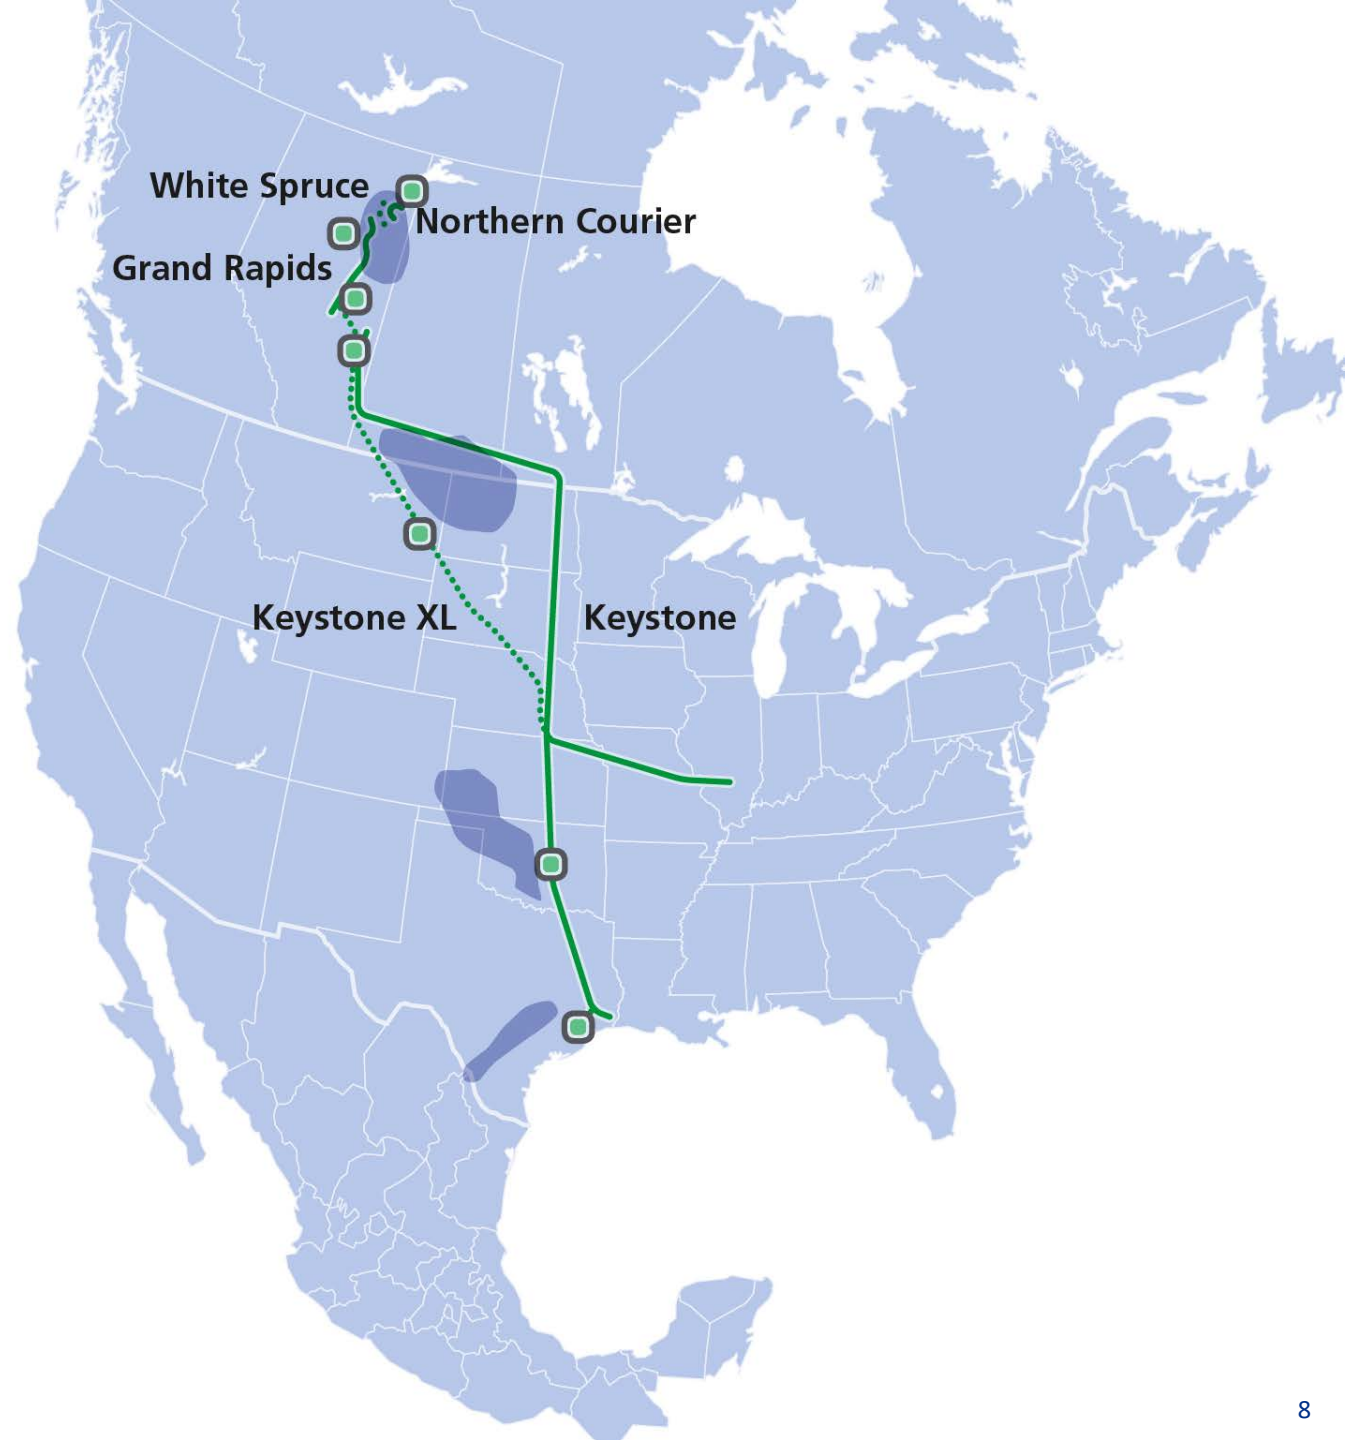 White Spruce
Northern Courier
Grand Rapids
Keystone XL
Keystone
8